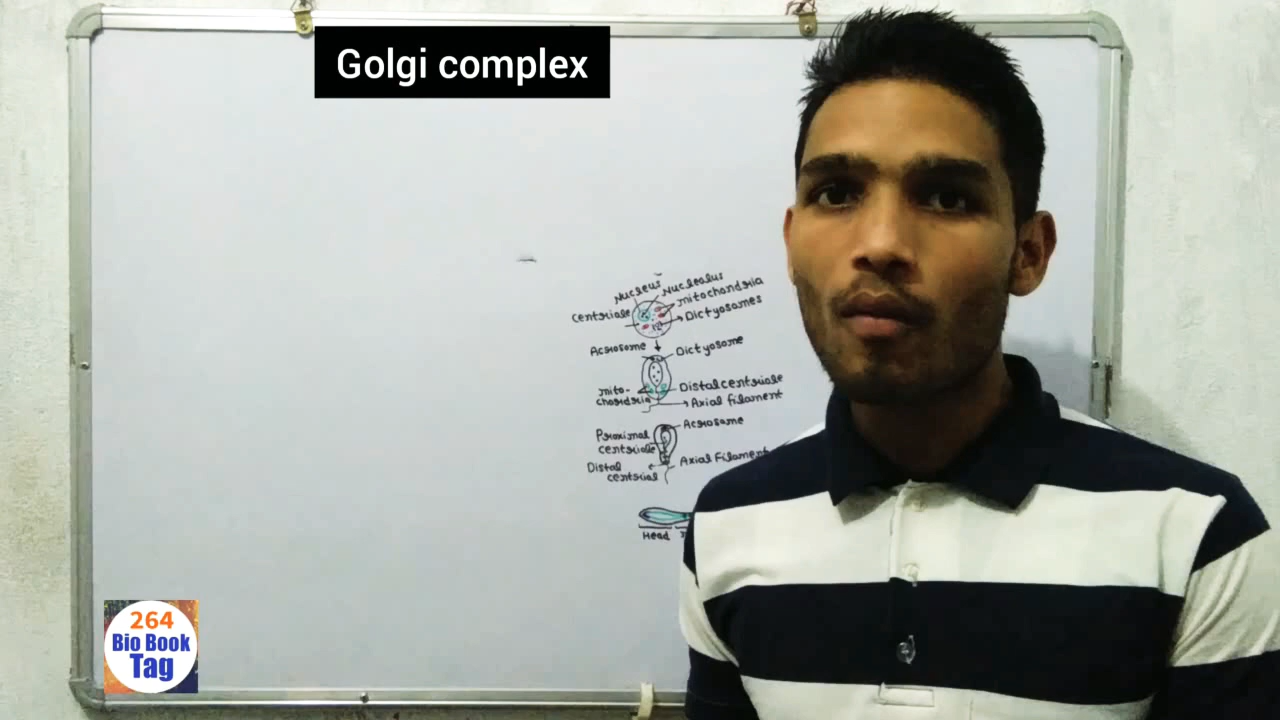 Golgi complex
Nucleus
Nucleolus
mitochondria
centriole
Dictyosomes
Acrosome
Dictyosome
mito-
chondria
Distal centriole
Axial filament
Acrosome
Proximal
centriole
Distal
centrial
Axial Filament
Head
264
Bio Book
Tag